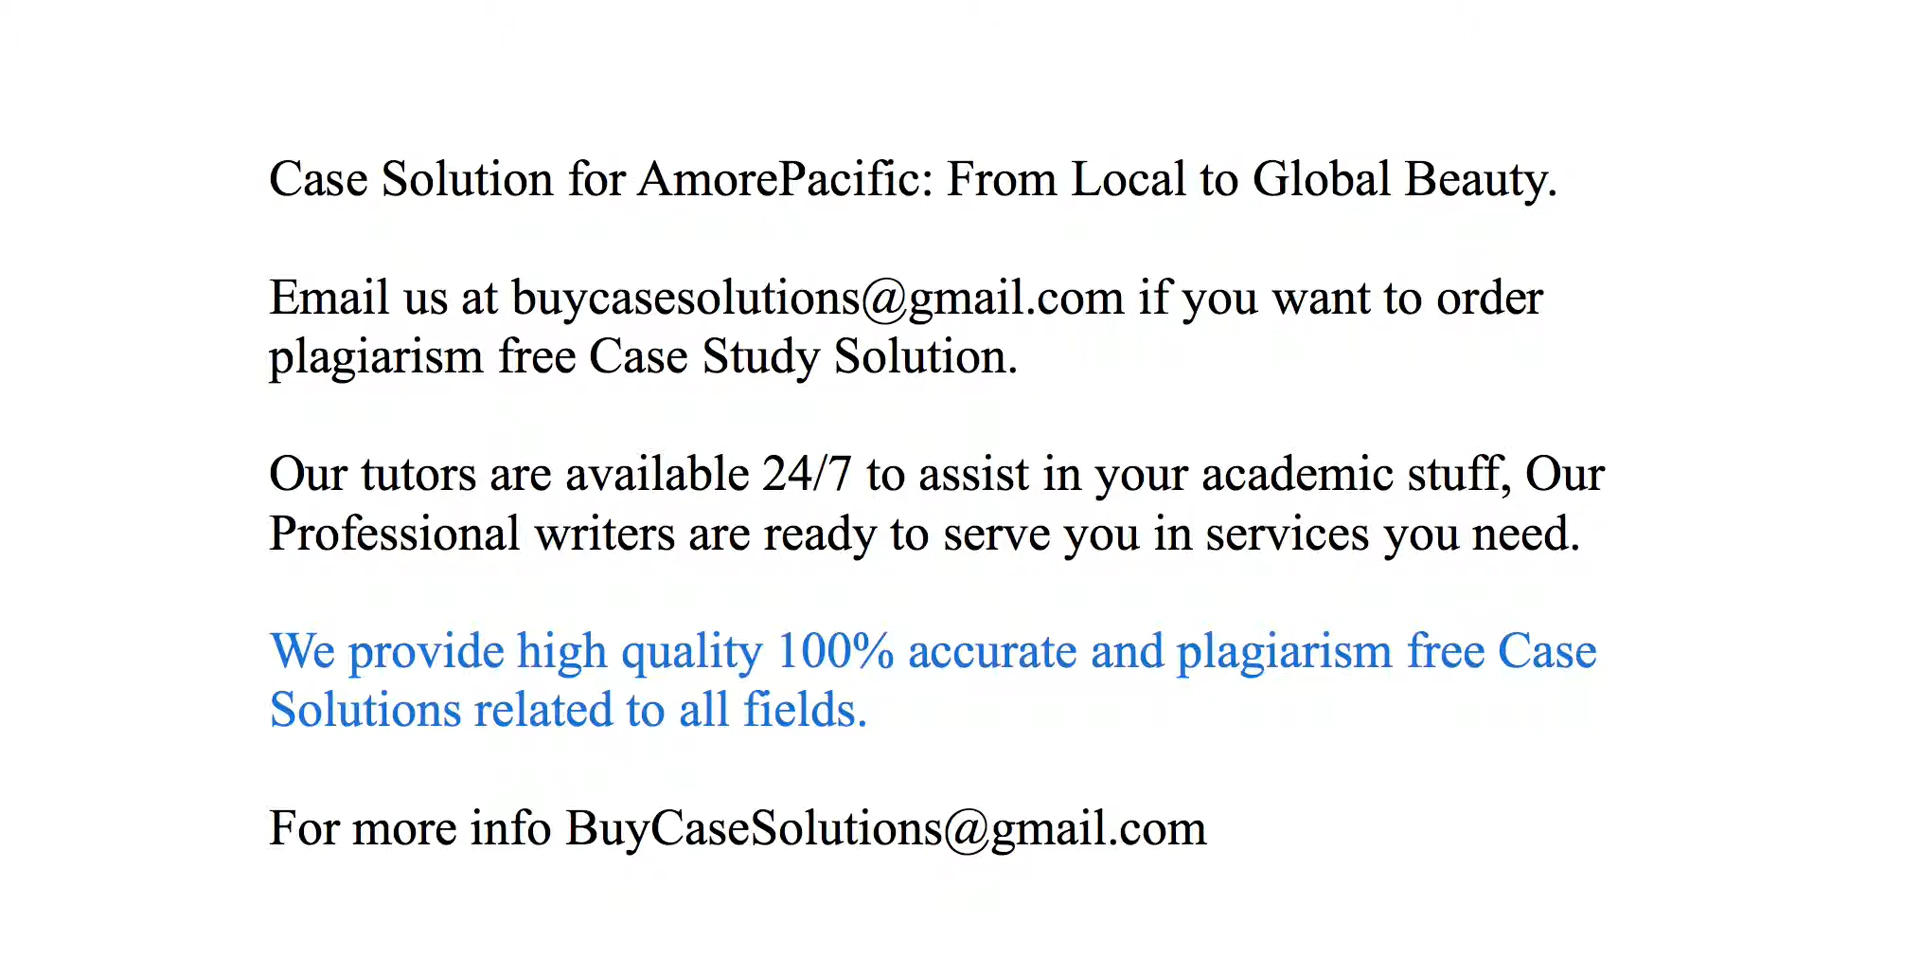 Case Solution for AmorePacific: From Local to Global Beauty.
Email us at buycasesolutions@gmail.com if you want to order
plagiarism free Case Study Solution.
Our tutors are available 24/7 to assist in your academic stuff, Our
Professional writers are ready to serve you in services you need.
We provide high quality 100% accurate and plagiarism free Case
Solutions related to all fields.
For more info BuyCaseSolutions@gmail.com